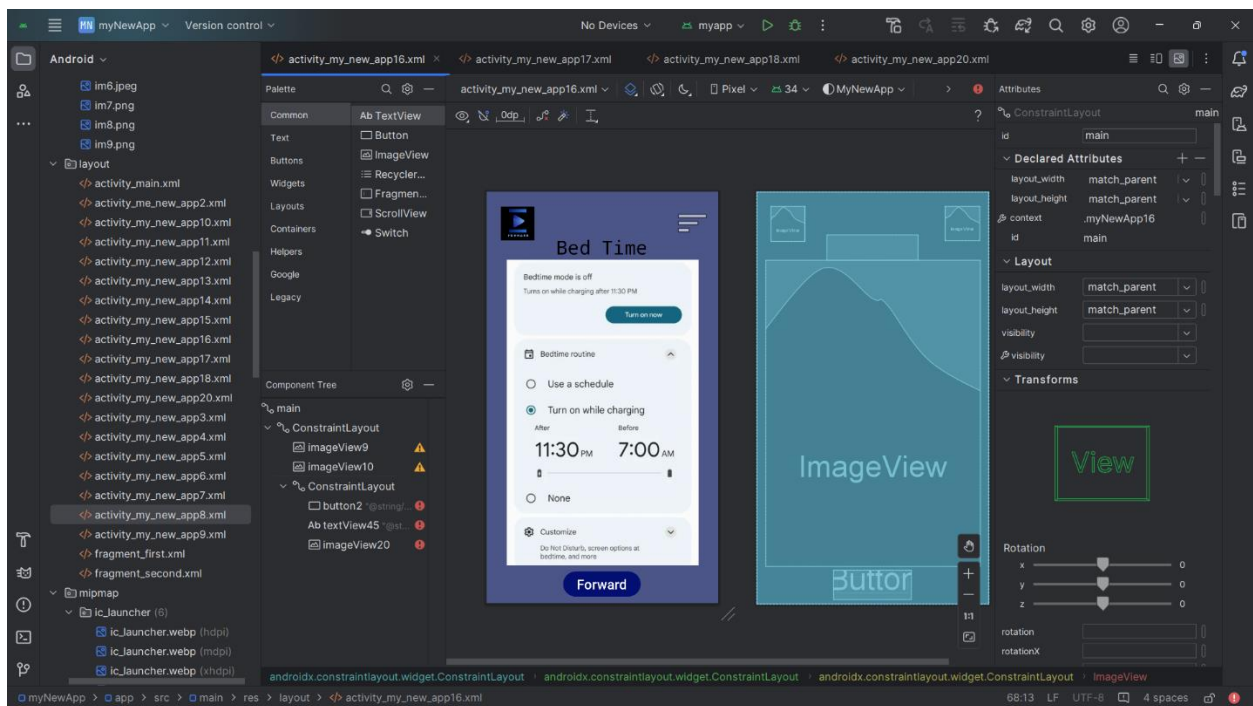 MN myNewApp Version control No Devices myapp
Android
im6.jpeg
im7.png
im8.png
im9.png
layout
activity_main.xml
activity_me_new_app2.xml
activity_my_new_app10.xml
activity_my_new_app11.xml
activity_my_new_app12.xml
activity_my_new_app13.xml
activity_my_new_app14.xml
activity_my_new_app15.xml
activity_my_new_app16.xml
activity_my_new_app17.xml
activity_my_new_app18.xml
activity_my_new_app20.xml
activity_my_new_app3.xml
activity_my_new_app4.xml
activity_my_new_app5.xml
activity_my_new_app6.xml
activity_my_new_app7.xml
activity_my_new_app8.xml
activity_my_new_app9.xml
fragment_first.xml
fragment_second.xml
mipmap
ic_launcher (6)
ic_launcher.webp (hdpi)
ic_launcher.webp (mdpi)
ic_launcher.webp (xhdpi)
activity_my_new_app16.xml activity_my_new_app17.xml activity_my_new_app18.xml activity_my_new_app20.xml
Palette
Common
Text
Buttons
Widgets
Layouts
Containers
Helpers
Google
Legacy
Ab TextView
Button
ImageView
Recycler...
Fragmen...
ScrollView
Switch
Component Tree
main
ConstraintLayout
imageView9
imageView10
ConstraintLayout
button2 "@string/...
Ab textView45 "@st...
imageView20
activity_my_new_app16.xml Pixel 34 MyNewApp
0dp ?
Bed Time
Bedtime mode is off
Turns on while charging after 11:30 PM
Turn on now
Bedtime routine
Use a schedule
Turn on while charging
After Before
11:30 PM 7:00 AM
None
Customize
Do Not Disturb, screen options at
bedtime, and more
Forward
ImageView ImageView
ImageView
Button
1:1
Attributes
ConstraintLayout main
id main
Declared Attributes
layout_width match_parent
layout_height match_parent
context .myNewApp16
id main
Layout
layout_width match_parent
layout_height match_parent
visibility
visibility
Transforms
View
Rotation
x 0
y 0
z 0
rotation
rotationX
androidx.constraintlayout.widget.ConstraintLayout androidx.constraintlayout.widget.ConstraintLayout androidx.constraintlayout.widget.ConstraintLayout ImageView
myNewApp > app > src > main > res > layout > activity_my_new_app16.xml 68:13 LF UTF-8 4 spaces